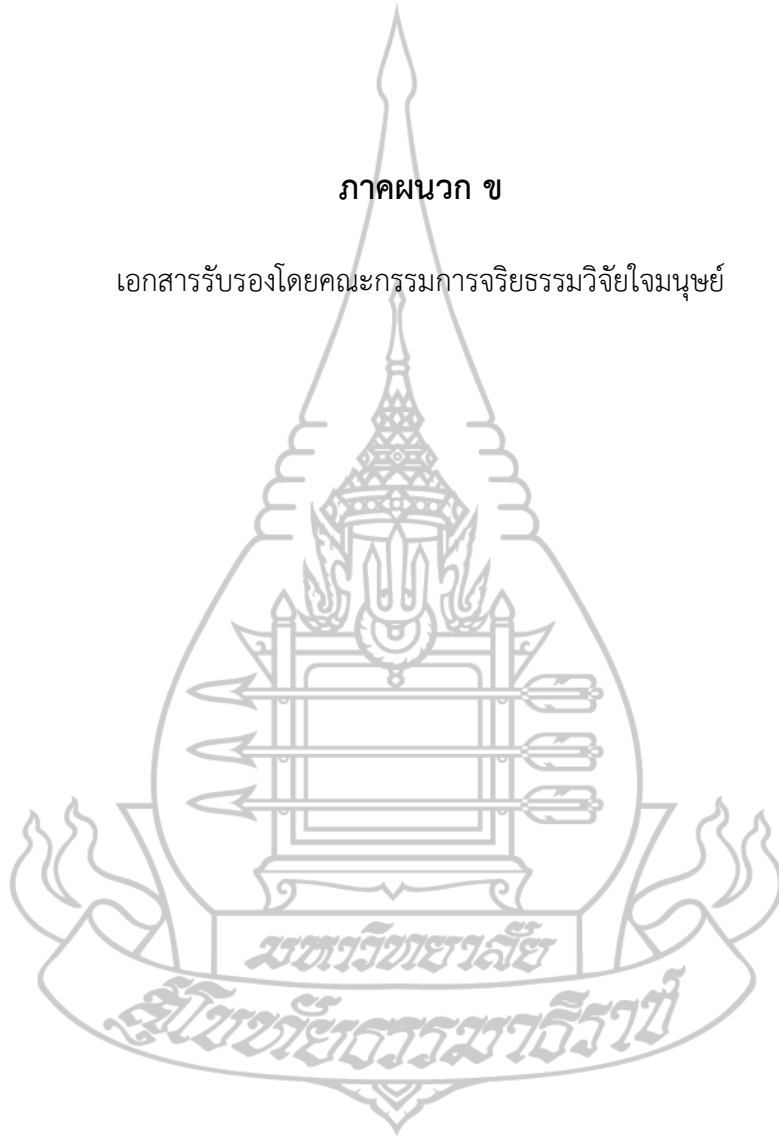 ภาคผนวก ข
เอกสารรับรองโดยคณะกรรมการจริยธรรมวิจัยใจมนุษย์
มหาวิทยาลัย
สุโขทัยธรรมาธิราช